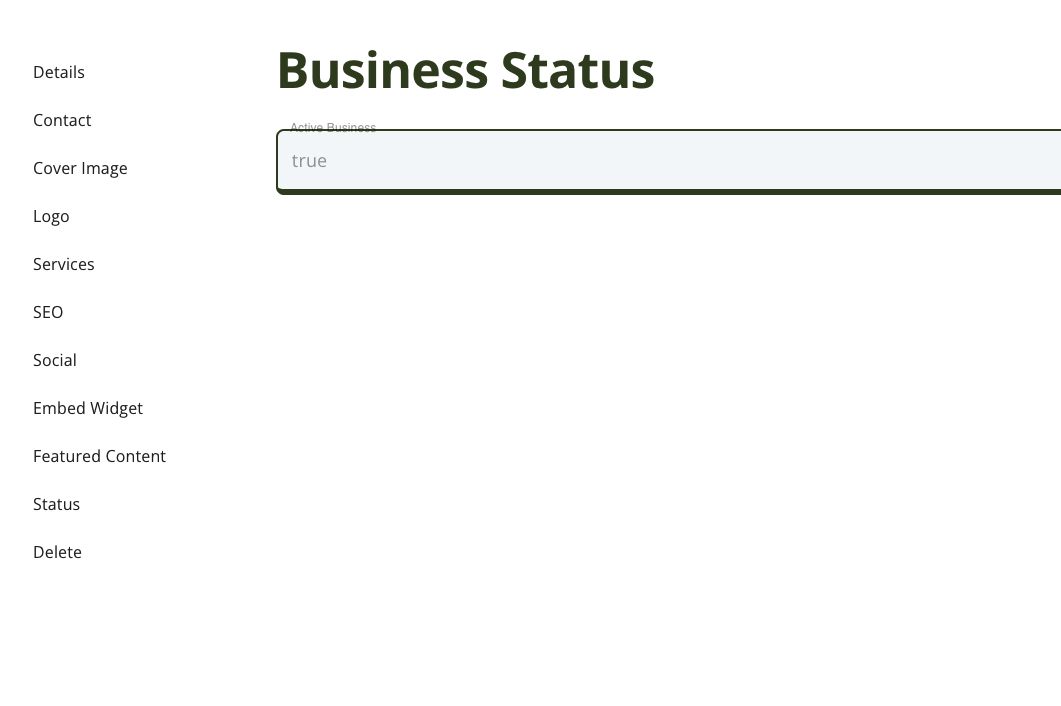 Details
Contact
Cover Image
Logo
Services
SEO
Social
Embed Widget
Featured Content
Status
Delete
Business Status
Active Business
true